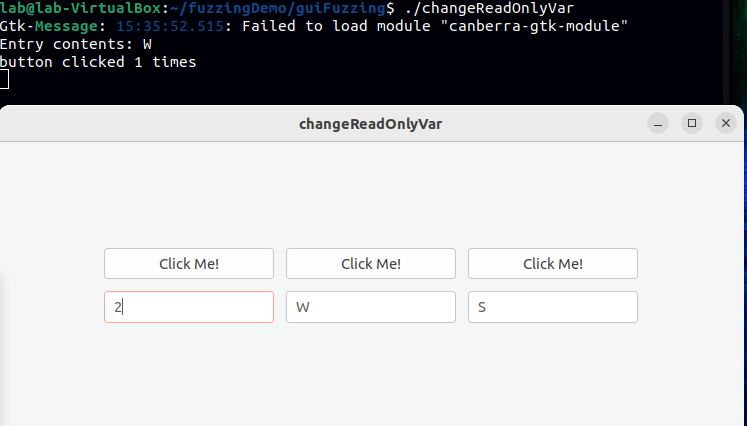 lab@lab-VirtualBox:~/fuzzingDemo/guiFuzzing$ ./changeReadOnlyVar
Gtk-Message: 15:35:52.515: Failed to load module "canberra-gtk-module"
Entry contents: W
button clicked 1 times
changeReadOnlyVar
Click Me! Click Me! Click Me!
2 W S